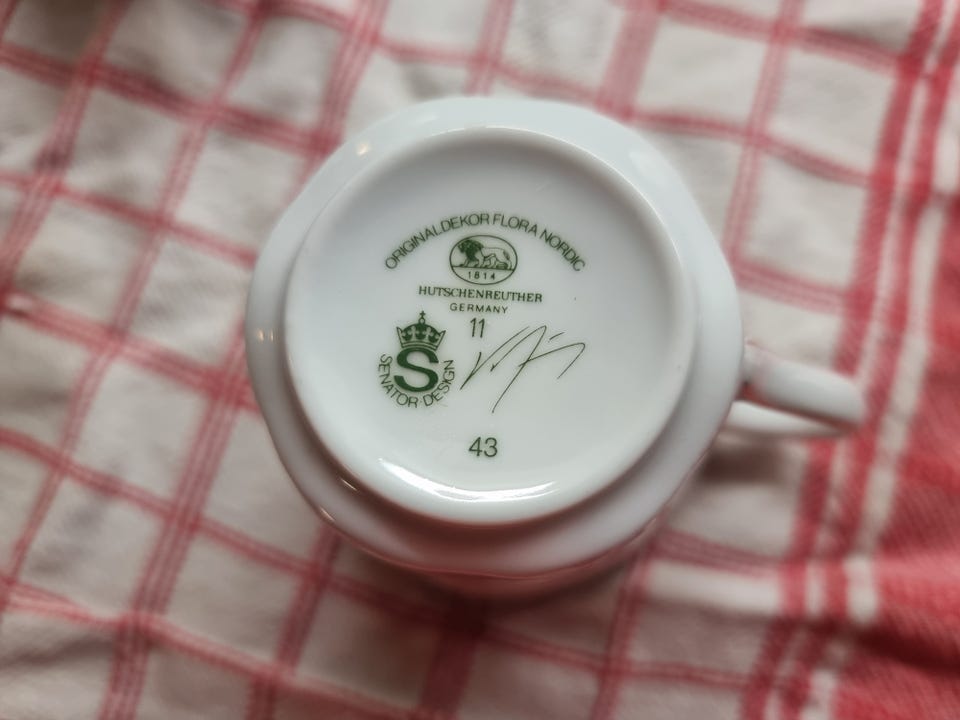 ORIGINALDEKOR FLORA NORDIC
1814
HUTSCHENREUTHER
GERMANY
11
S
SENATOR·DESIGN
43